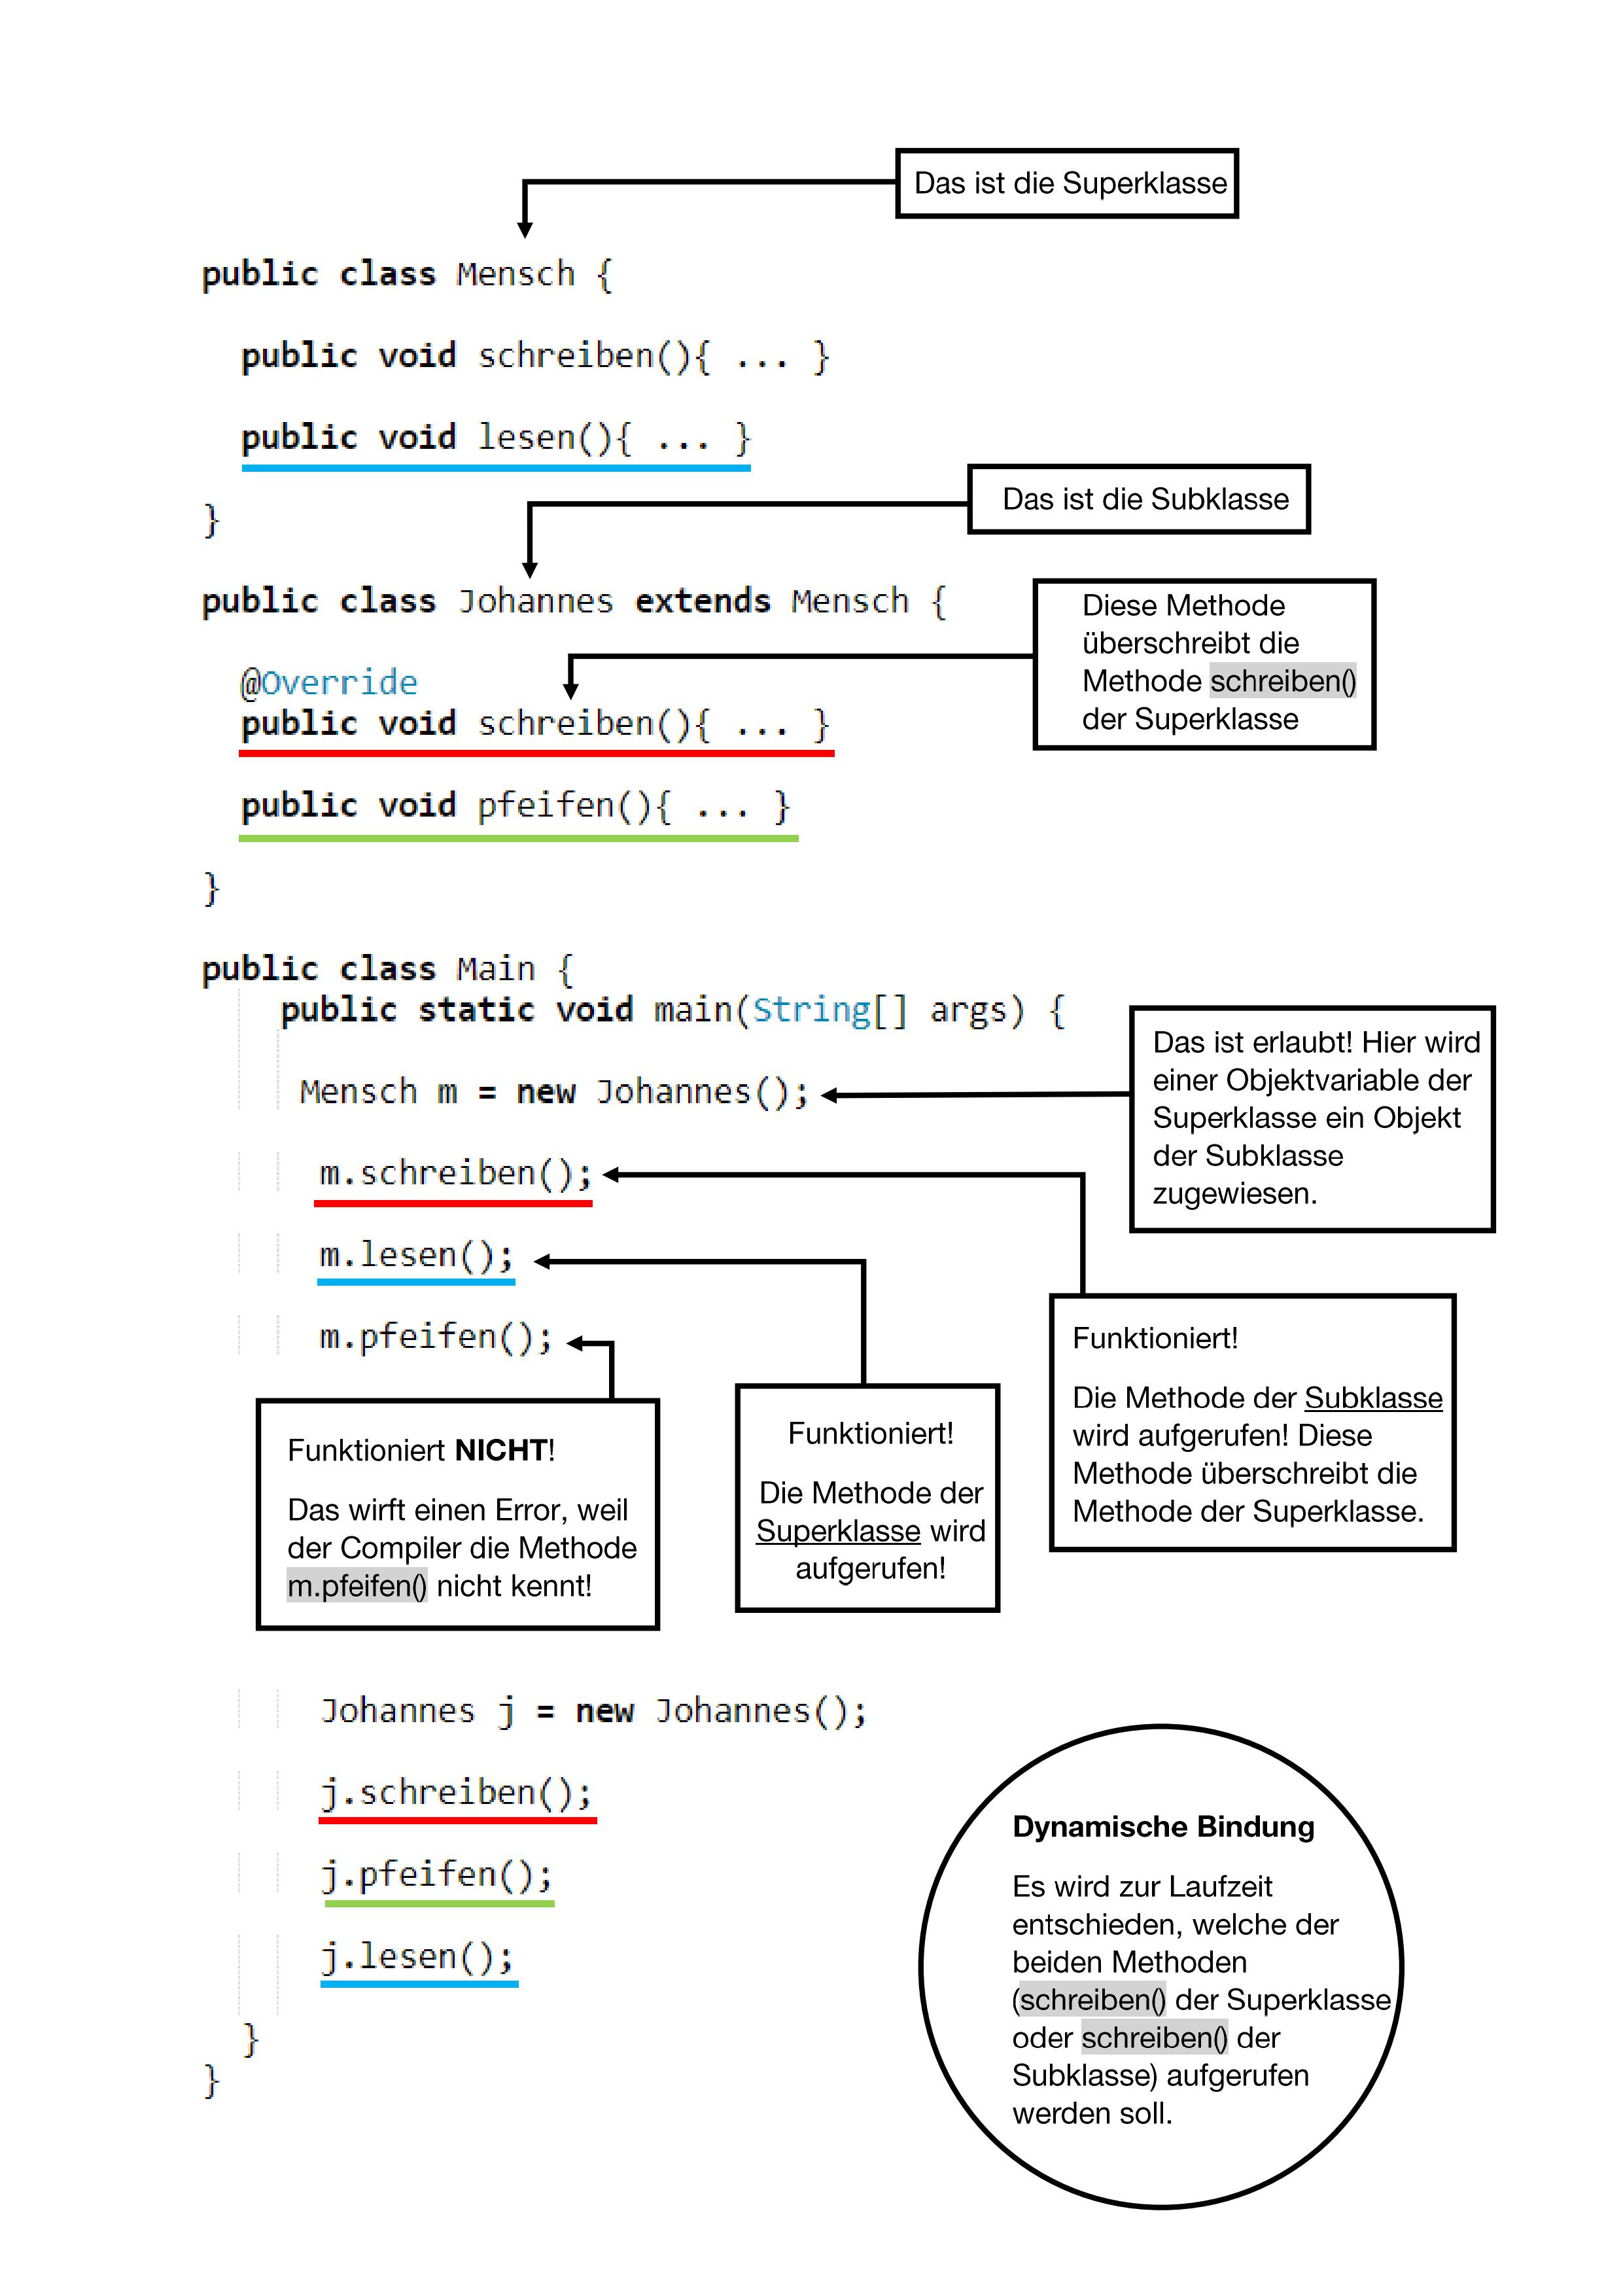 Das ist die Superklasse
public class Mensch {
public void schreiben(){ ... }
public void lesen(){ ... }
}
Das ist die Subklasse
public class Johannes extends Mensch {
Diese Methode
überschreibt die
Methode schreiben()
der Superklasse
@Override
public void schreiben(){ ... }
public void pfeifen(){ ... }
}
public class Main {
public static void main(String[] args) {
Das ist erlaubt! Hier wird
einer Objektvariable der
Superklasse ein Objekt
der Subklasse
zugewiesen.
Mensch m = new Johannes();
m.schreiben();
m.lesen();
m.pfeifen();
Funktioniert!
Die Methode der Subklasse
wird aufgerufen! Diese
Methode überschreibt die
Methode der Superklasse.
Funktioniert!
Die Methode der
Superklasse wird
aufgerufen!
Funktioniert NICHT!
Das wirft einen Error, weil
der Compiler die Methode
m.pfeifen() nicht kennt!
Johannes j = new Johannes();
j.schreiben();
j.pfeifen();
j.lesen();
}
}
Dynamische Bindung
Es wird zur Laufzeit
entschieden, welche der
beiden Methoden
(schreiben() der Superklasse
oder schreiben() der
Subklasse) aufgerufen
werden soll.